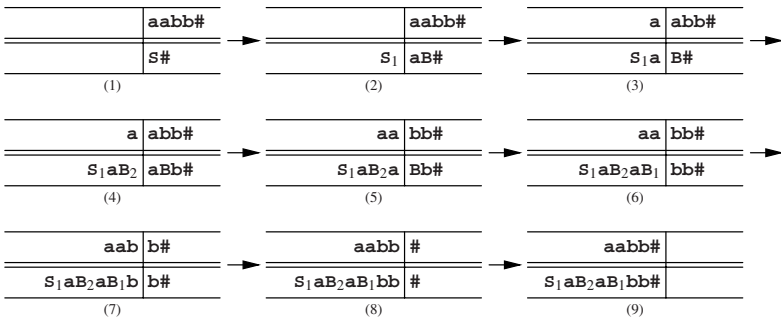 aabb# aabb# a abb#
S# S₁ aB# S₁a B#
(1) (2) (3)
a abb# aa bb# aa bb#
S₁aB₂ aBb# S₁aB₂a Bb# S₁aB₂aB₁ bb#
(4) (5) (6)
aab b# aabb # aabb#
S₁aB₂aB₁b b# S₁aB₂aB₁bb # S₁aB₂aB₁bb#
(7) (8) (9)